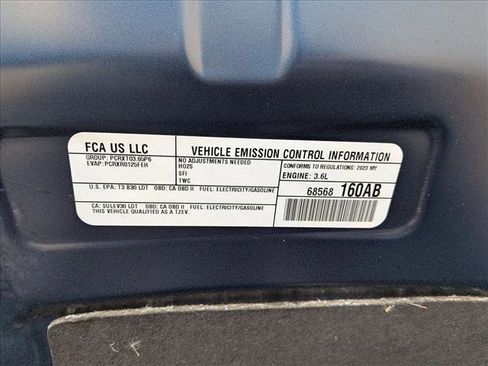 FCA US LLC
VEHICLE EMISSION CONTROL INFORMATION
GROUP: PCRXT03.65P6
EVAP: PCRXR0125FEH
NO ADJUSTMENTS NEEDED
HO2S
SFI
TWC
CONFORMS TO REGULATIONS: 2023 MY
ENGINE: 3.6L
U.S. EPA: T3 B30 LDT OBD: CA OBD II FUEL: ELECTRICITY/GASOLINE
68568 160AB
CA: SULEV30 LDT OBD: CA OBD II FUEL: ELECTRICITY/GASOLINE
THIS VEHICLE QUALIFIED AS A TZEV.